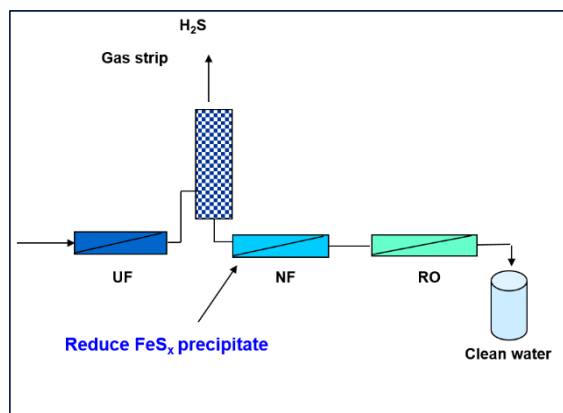 H₂S
Gas strip
UF
NF
RO
Reduce FeSₓ precipitate
Clean water